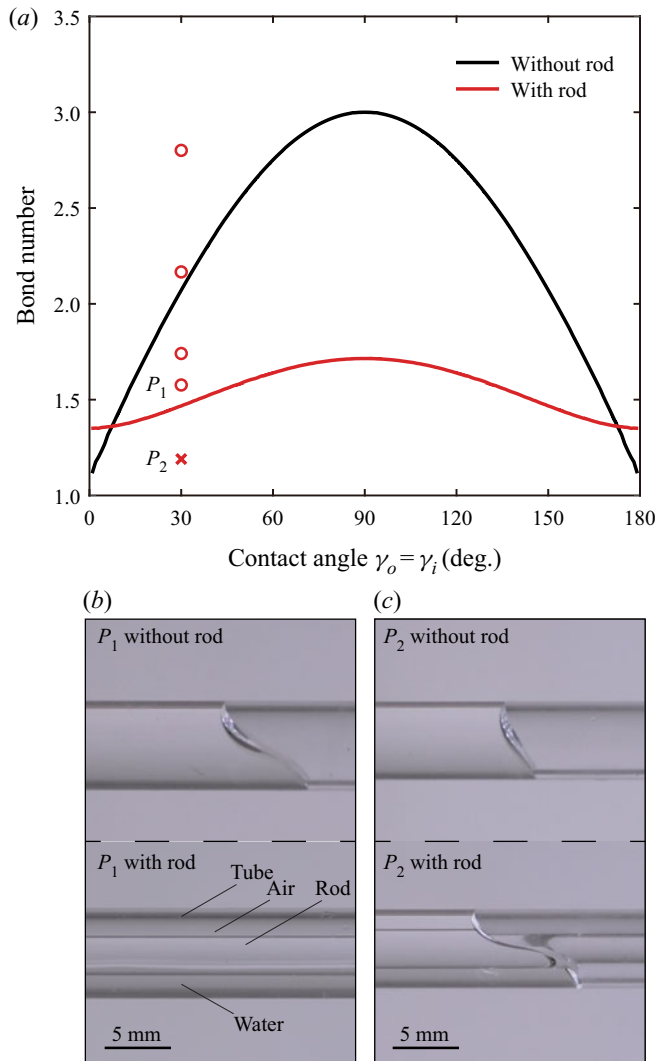 (a)
3.5
3.0
2.5
2.0
1.5
1.0
Bond number
Without rod
With rod
P1
P2
0 30 60 90 120 150 180
Contact angle γo = γi (deg.)
(b) (c)
P1 without rod
P2 without rod
P1 with rod
Tube
Air
Rod
Water
5 mm
P2 with rod
5 mm